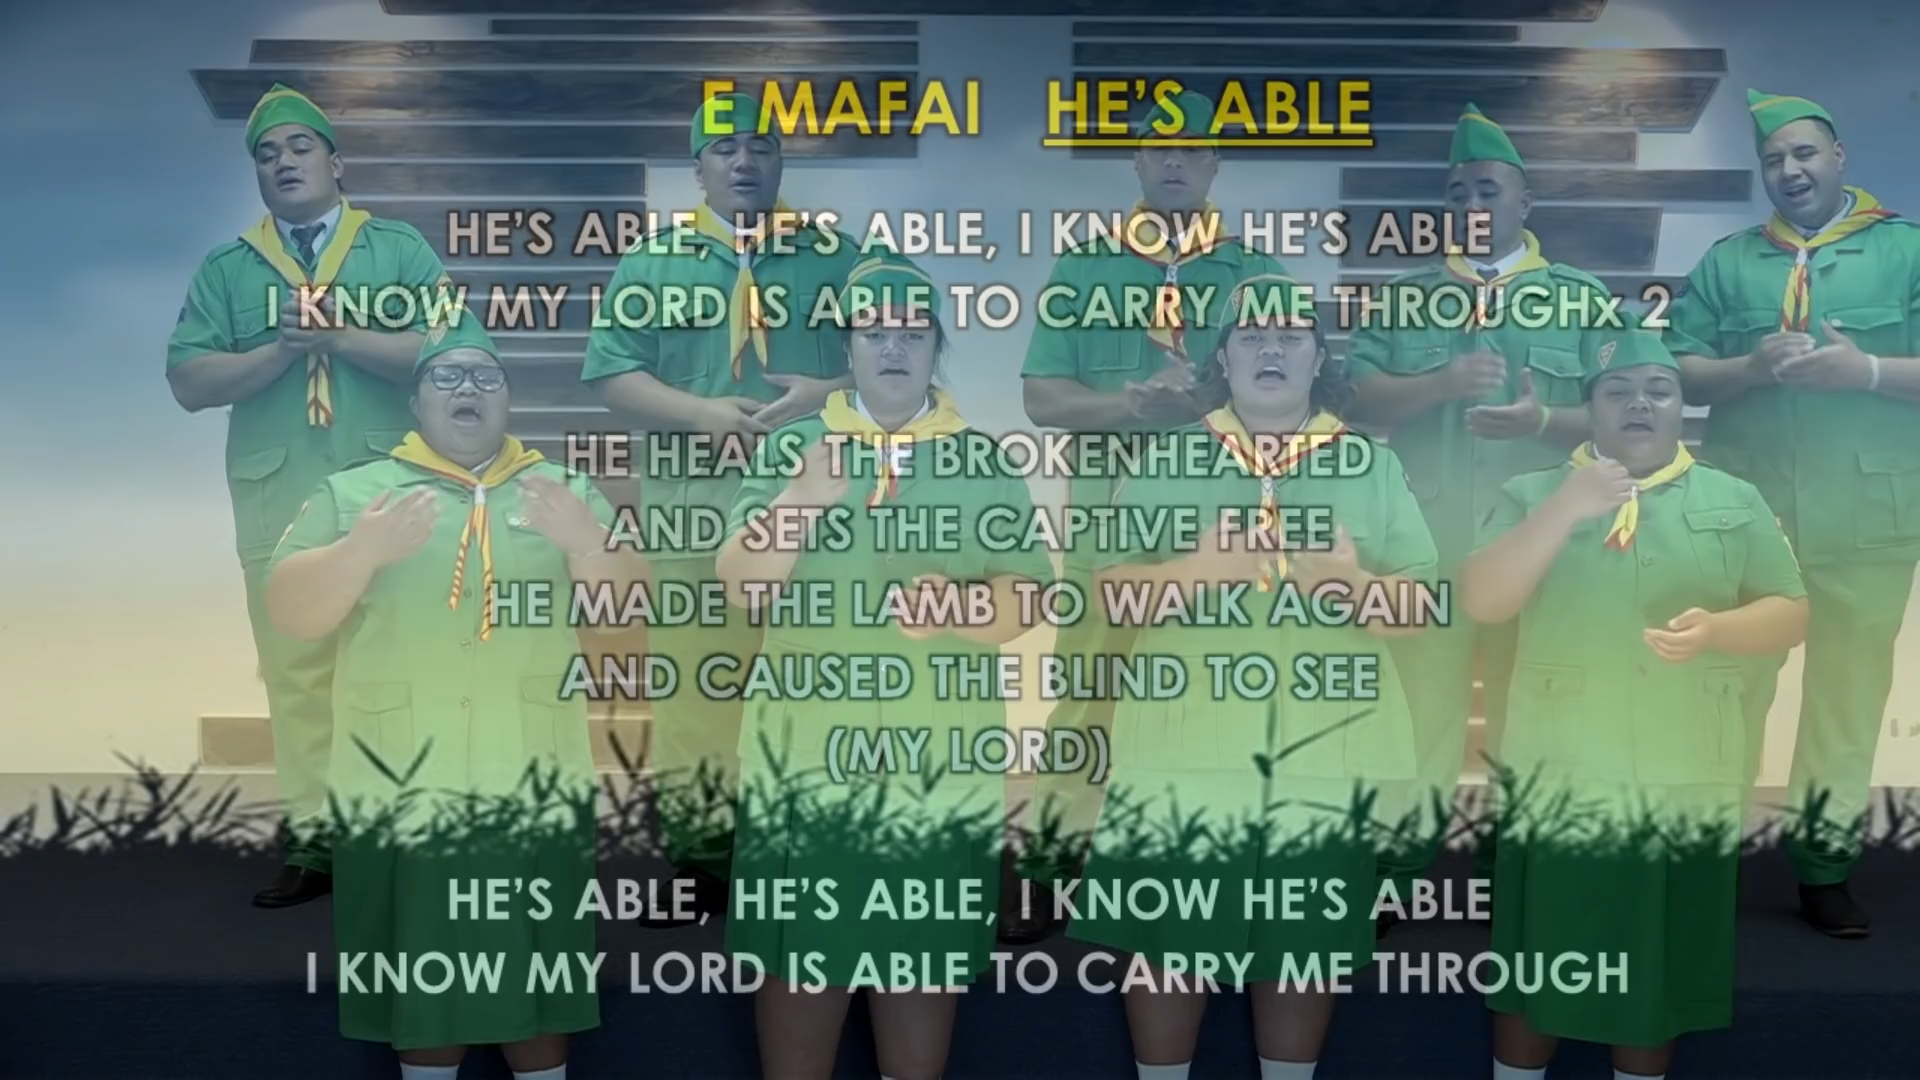 E MAFAI HE'S ABLE
HE'S ABLE, HE'S ABLE, I KNOW HE'S ABLE
I KNOW MY LORD IS ABLE TO CARRY ME THROUGHx 2
HE HEALS THE BROKENHEARTED
AND SETS THE CAPTIVE FREE
HE MADE THE LAMB TO WALK AGAIN
AND CAUSED THE BLIND TO SEE
(MY LORD)
HE'S ABLE, HE'S ABLE, I KNOW HE'S ABLE
I KNOW MY LORD IS ABLE TO CARRY ME THROUGH